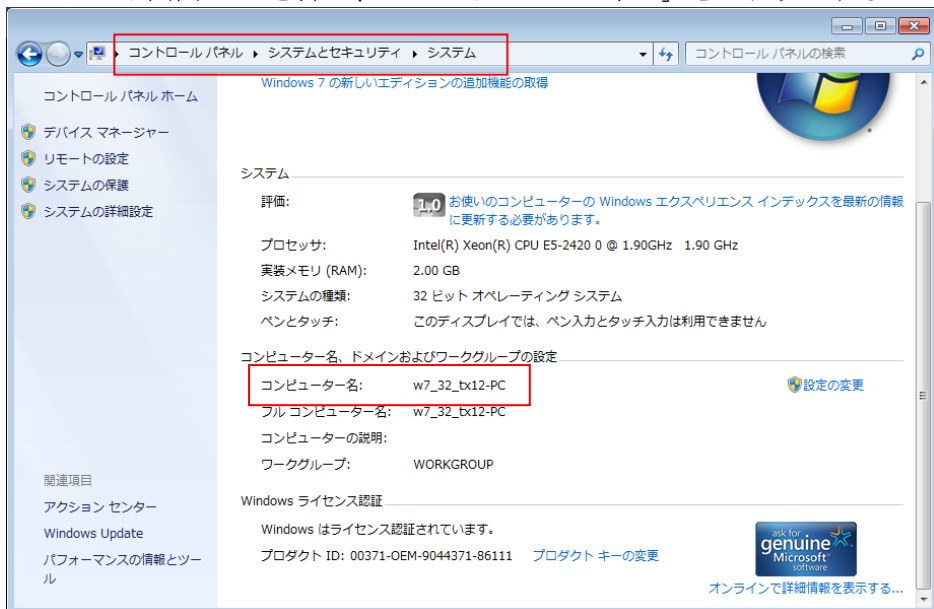 コントロール パネル ▸ システムとセキュリティ ▸ システム
コントロール パネルの検索
コントロール パネル ホーム
デバイス マネージャー
リモートの設定
システムの保護
システムの詳細設定
関連項目
アクション センター
Windows Update
パフォーマンスの情報とツー
ル
Windows 7 の新しいエディションの追加機能の取得
システム
評価:
1.0 お使いのコンピューターの Windows エクスペリエンス インデックスを最新の情報
に更新する必要があります。
プロセッサ: Intel(R) Xeon(R) CPU E5-2420 0 @ 1.90GHz 1.90 GHz
実装メモリ (RAM): 2.00 GB
システムの種類: 32 ビット オペレーティング システム
ペンとタッチ: このディスプレイでは、ペン入力とタッチ入力は利用できません
コンピューター名、ドメインおよびワークグループの設定
コンピューター名: w7_32_tx12-PC
設定の変更
フル コンピューター名: w7_32_tx12-PC
コンピューターの説明:
ワークグループ: WORKGROUP
Windows ライセンス認証
Windows はライセンス認証されています。
プロダクト ID: 00371-OEM-9044371-86111 プロダクト キーの変更
ask for
genuine
Microsoft
software
オンラインで詳細情報を表示する...